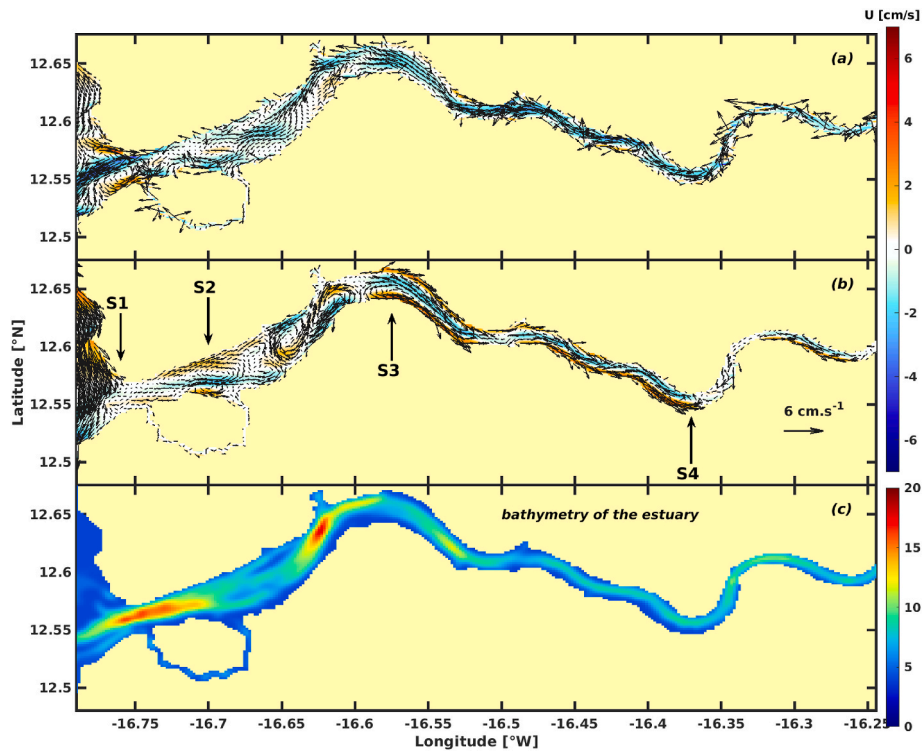 U [cm/s]
(a)
12.65
12.6
12.55
12.5
6
4
2
0
-2
-4
-6
(b)
S1
S2
S3
S4
6 cm.s-1
12.65
12.6
12.55
12.5
Latitude [°N]
(c)
bathymetry of the estuary
12.65
12.6
12.55
12.5
20
15
10
5
0
-16.75 -16.7 -16.65 -16.6 -16.55 -16.5 -16.45 -16.4 -16.35 -16.3 -16.25
Longitude [°W]